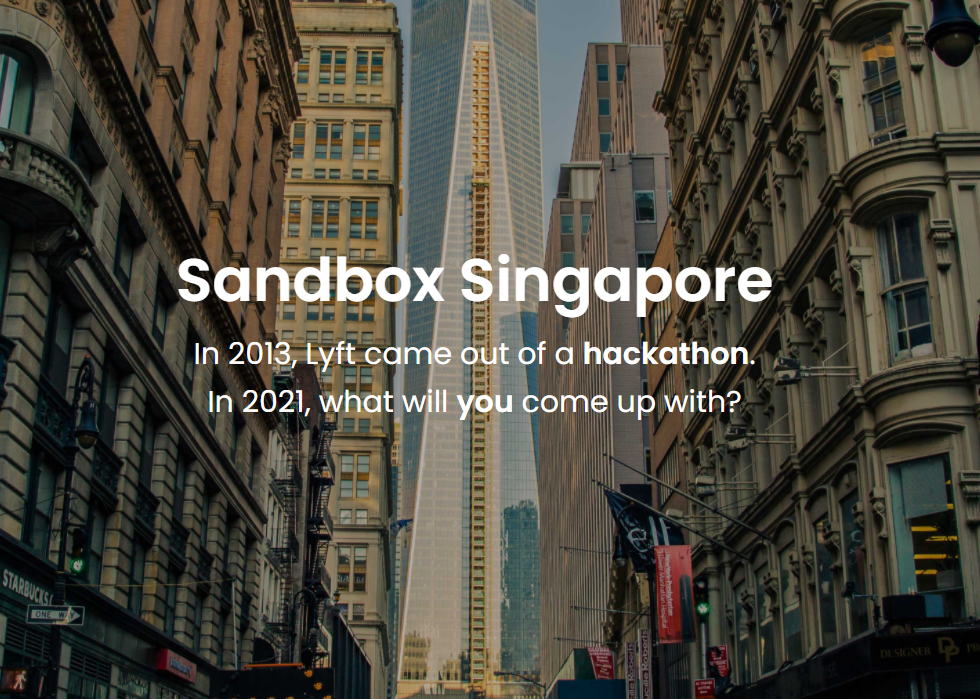 Sandbox Singapore
In 2013, Lyft came out of a hackathon.
In 2021, what will you come up with?
STARBUCKS
ONE WAY
DESIGNER